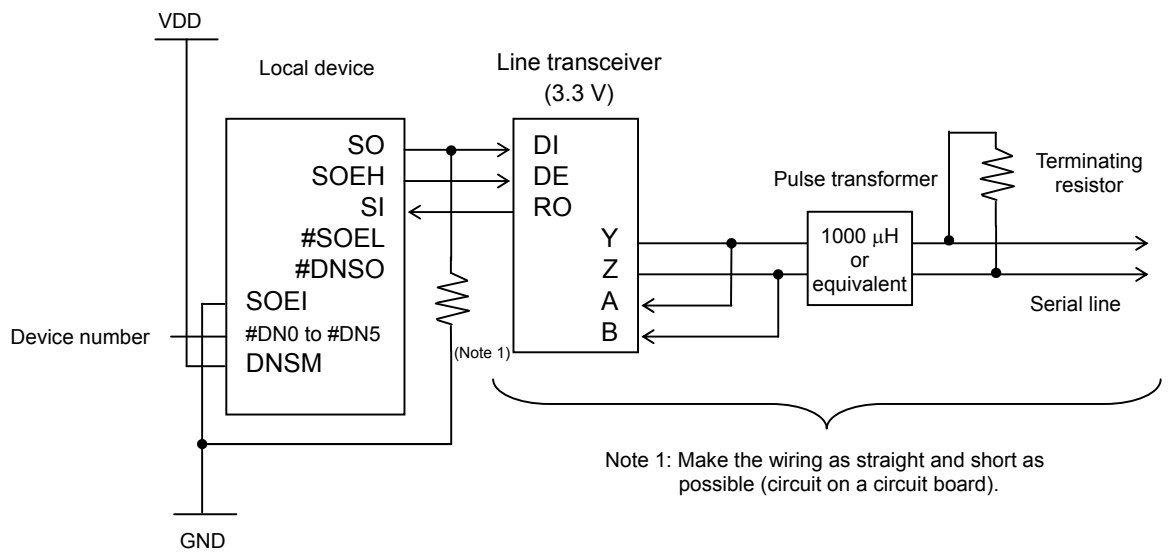 VDD
Local device
Line transceiver
(3.3 V)
SO
SOEH
SI
#SOEL
#DNSO
SOEI
#DN0 to #DN5
DNSM
Device number
DI
DE
RO
Y
Z
A
B
(Note 1)
Pulse transformer
1000 μH
or
equivalent
Terminating
resistor
Serial line
Note 1: Make the wiring as straight and short as
possible (circuit on a circuit board).
GND